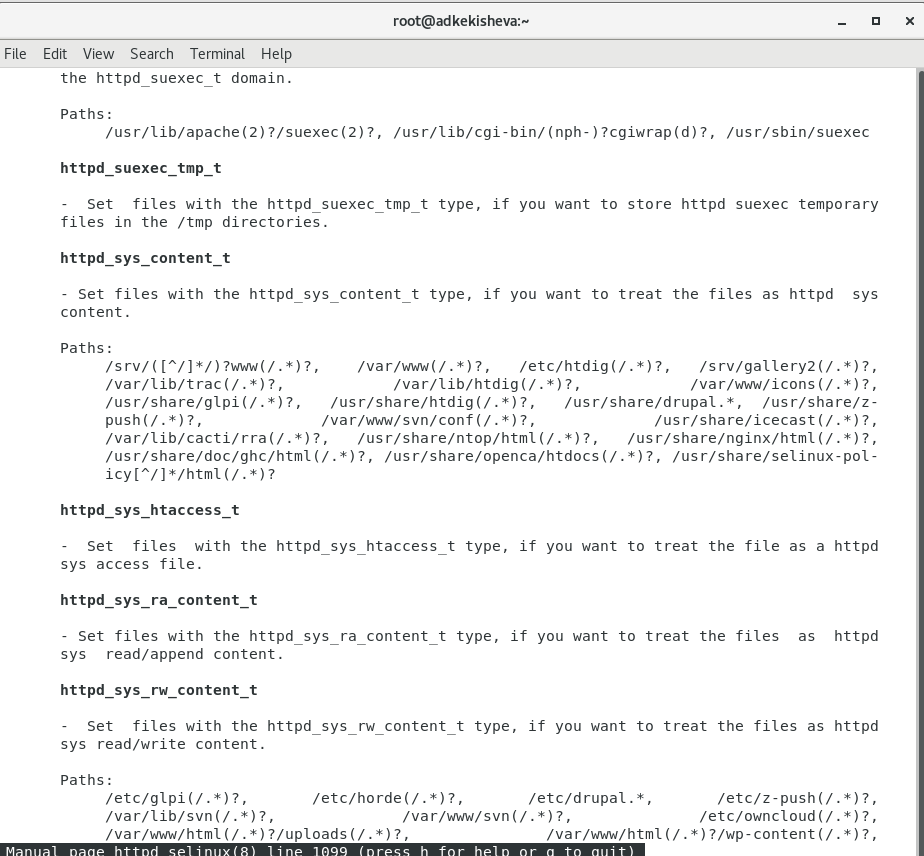 root@adkekisheva:~
File Edit View Search Terminal Help
the httpd_suexec_t domain.
Paths:
/usr/lib/apache(2)?/suexec(2)?, /usr/lib/cgi-bin/(nph-)?cgiwrap(d)?, /usr/sbin/suexec
httpd_suexec_tmp_t
-  Set  files with the httpd_suexec_tmp_t type, if you want to store httpd suexec temporary
files in the /tmp directories.
httpd_sys_content_t
- Set files with the httpd_sys_content_t type, if you want to treat the files as httpd  sys
content.
Paths:
/srv/([^/]*/)?www(/.*)?,    /var/www(/.*)?,   /etc/htdig(/.*)?,   /srv/gallery2(/.*)?,
/var/lib/trac(/.*)?,            /var/lib/htdig(/.*)?,            /var/www/icons(/.*)?,
/usr/share/glpi(/.*)?,   /usr/share/htdig(/.*)?,   /usr/share/drupal.*,  /usr/share/z-
push(/.*)?,             /var/www/svn/conf(/.*)?,             /usr/share/icecast(/.*)?,
/var/lib/cacti/rra(/.*)?,   /usr/share/ntop/html(/.*)?,   /usr/share/nginx/html(/.*)?,
/usr/share/doc/ghc/html(/.*)?, /usr/share/openca/htdocs(/.*)?, /usr/share/selinux-pol-
icy[^/]*/html(/.*)?
httpd_sys_htaccess_t
-  Set  files  with the httpd_sys_htaccess_t type, if you want to treat the file as a httpd
sys access file.
httpd_sys_ra_content_t
- Set files with the httpd_sys_ra_content_t type, if you want to treat the files  as  httpd
sys  read/append content.
httpd_sys_rw_content_t
-  Set  files with the httpd_sys_rw_content_t type, if you want to treat the files as httpd
sys read/write content.
Paths:
/etc/glpi(/.*)?,       /etc/horde(/.*)?,       /etc/drupal.*,       /etc/z-push(/.*)?,
/var/lib/svn(/.*)?,              /var/www/svn(/.*)?,              /etc/owncloud(/.*)?,
/var/www/html(/.*)?/uploads(/.*)?,               /var/www/html(/.*)?/wp-content(/.*)?,
Manual page httpd_selinux(8) line 1099 (press h for help or q to quit)